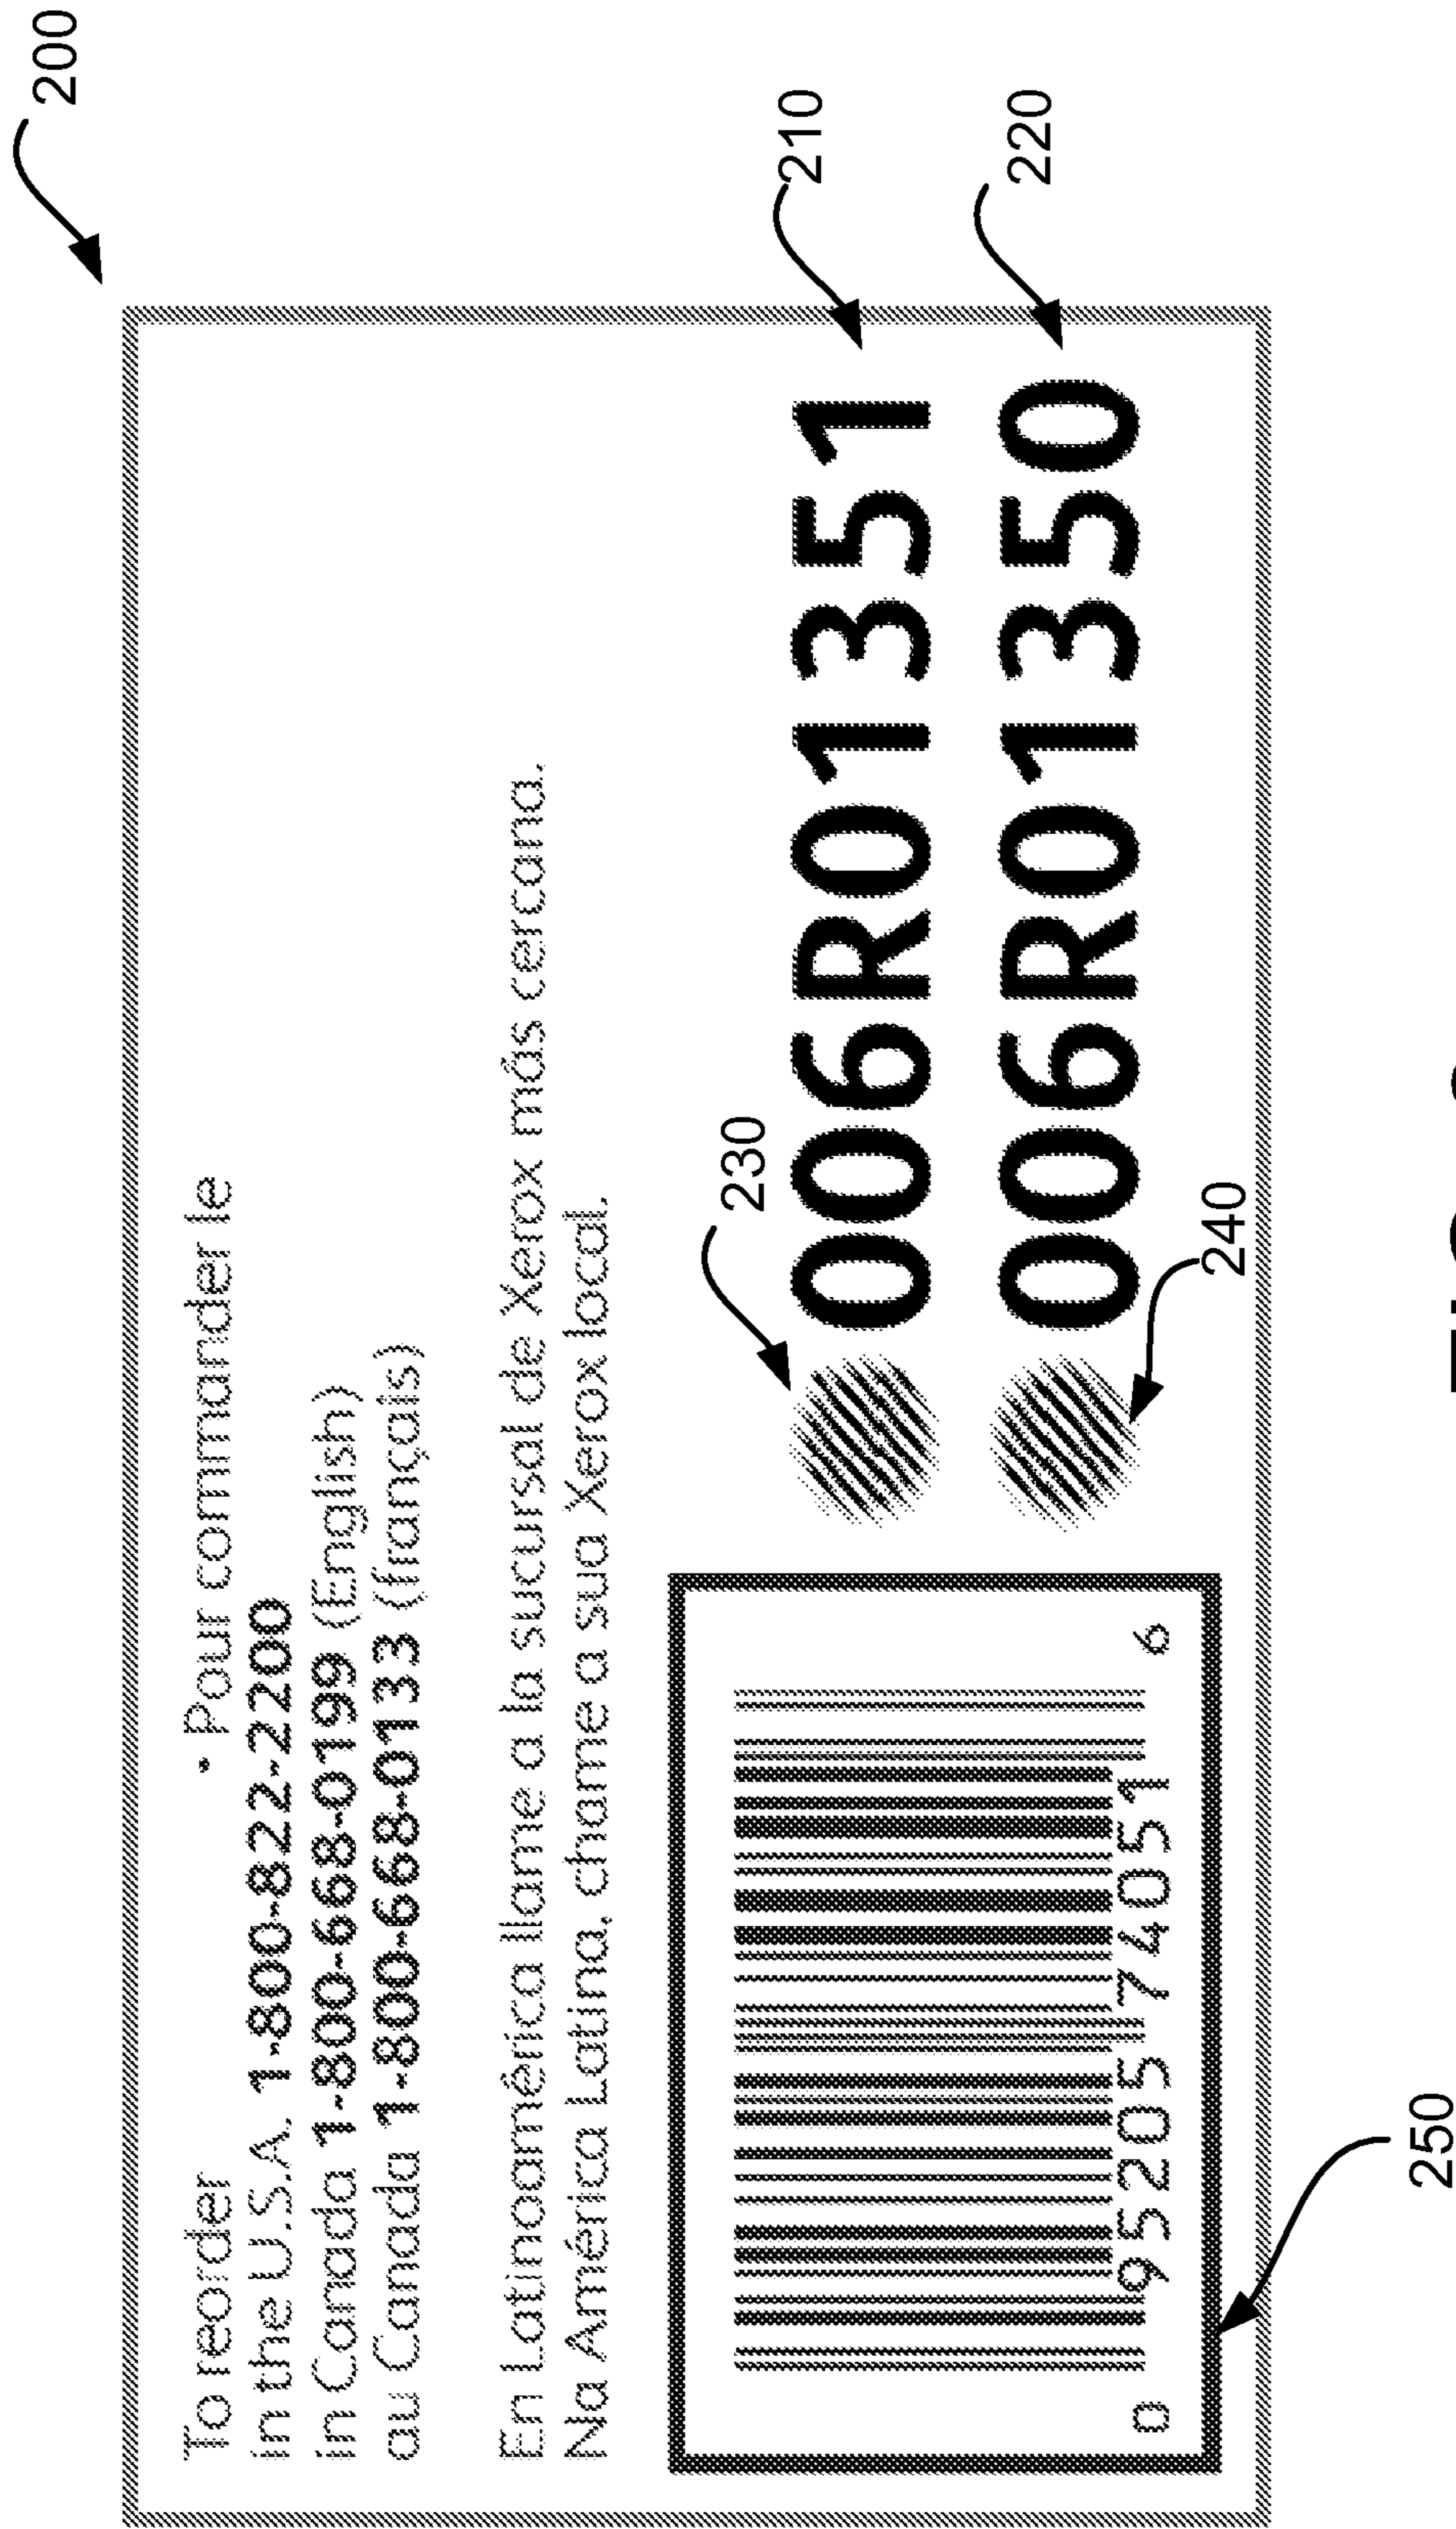 200
To reorder • Pour commander le
in the U.S.A. 1-800-822-2200
in Canada 1-800-668-0199 (English)
au Canada 1-800-668-0133 (français)
En Latinoamérica llame a la sucursal de Xerox más cercana.
Na América Latina, chame a sua Xerox local.
230
006R01351
210
006R01350
220
240
0 95205 74051 6
250